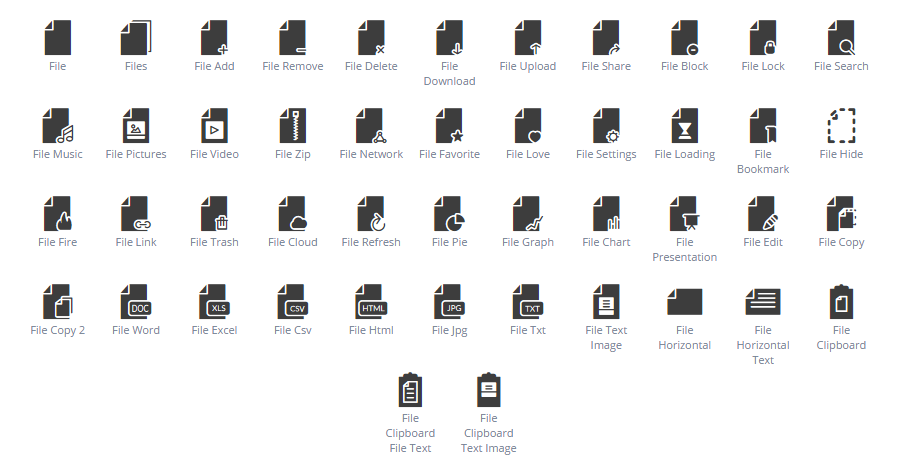 File Files File Add File Remove File Delete File Download File Upload File Share File Block File Lock File Search
File Music File Pictures File Video File Zip File Network File Favorite File Love File Settings File Loading File Bookmark File Hide
File Fire File Link File Trash File Cloud File Refresh File Pie File Graph File Chart File Presentation File Edit File Copy
DOC XLS CSV HTML JPG TXT
File Copy 2 File Word File Excel File Csv File Html File Jpg File Txt File Text Image File Horizontal File Horizontal Text File Clipboard
File Clipboard File Text File Clipboard Text Image